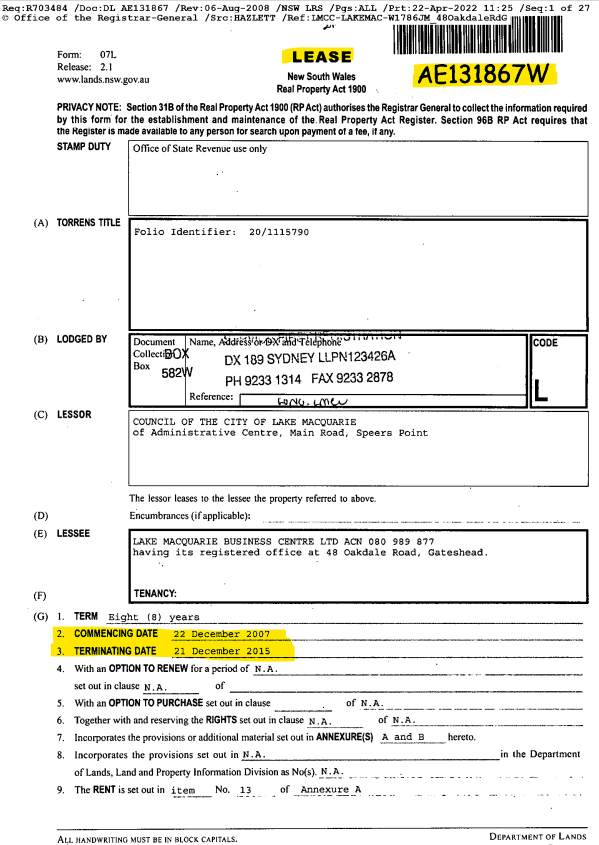 Req:R703484 /Doc:DL AE131867 /Rev:06-Aug-2008 /NSW LRS /Pgs:ALL /Prt:22-Apr-2022 11:25 /Seq:1 of 27
© Office of the Registrar-General /Src:HAZLETT /Ref:LMCC-LAKEMAC-W1786JM_48OakdaleRdG
Form: 07L
Release: 2.1
www.lands.nsw.gov.au
LEASE
New South Wales
Real Property Act 1900
AE131867W
PRIVACY NOTE: Section 31B of the Real Property Act 1900 (RP Act) authorises the Registrar General to collect the information required
by this form for the establishment and maintenance of the Real Property Act Register. Section 96B RP Act requires that
the Register is made available to any person for search upon payment of a fee, if any.
STAMP DUTY
Office of State Revenue use only
(A) TORRENS TITLE
Folio Identifier: 20/1115790
(B) LODGED BY
Document
Collection
Box
BOX
582W
Name, Address or DX and Telephone
DX 189 SYDNEY LLPN123426A
PH 9233 1314 FAX 9233 2878
Reference:
CODE
L
(C) LESSOR
COUNCIL OF THE CITY OF LAKE MACQUARIE
of Administrative Centre, Main Road, Speers Point
The lessor leases to the lessee the property referred to above.
(D) Encumbrances (if applicable):
(E) LESSEE
LAKE MACQUARIE BUSINESS CENTRE LTD ACN 080 989 877
having its registered office at 48 Oakdale Road, Gateshead.
(F) TENANCY:
(G) 1. TERM Eight (8) years
2. COMMENCING DATE 22 December 2007
3. TERMINATING DATE 21 December 2015
4. With an OPTION TO RENEW for a period of N.A.
set out in clause N.A. of
5. With an OPTION TO PURCHASE set out in clause of N.A.
6. Together with and reserving the RIGHTS set out in clause N.A. of N.A.
7. Incorporates the provisions or additional material set out in ANNEXURE(S) A and B hereto.
8. Incorporates the provisions set out in N.A. in the Department
of Lands, Land and Property Information Division as No(s). N.A.
9. The RENT is set out in item No. 13 of Annexure A
ALL HANDWRITING MUST BE IN BLOCK CAPITALS.
DEPARTMENT OF LANDS